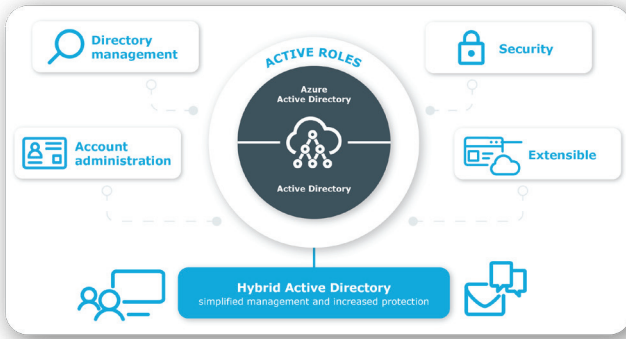 Directory
management
ACTIVE ROLES
Security
Azure
Active Directory
Account
administration
Extensible
Active Directory
Hybrid Active Directory
simplified management and increased protection